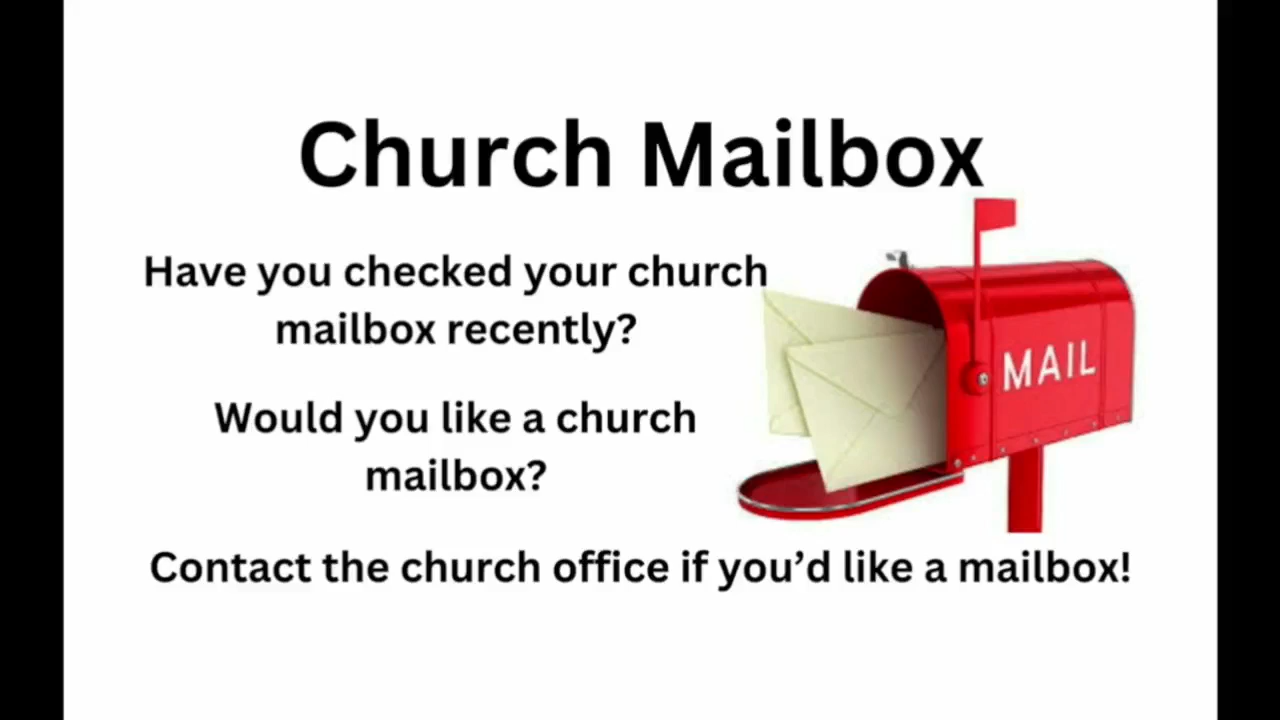 Church Mailbox
Have you checked your church
mailbox recently?
MAIL
Would you like a church
mailbox?
Contact the church office if you’d like a mailbox!